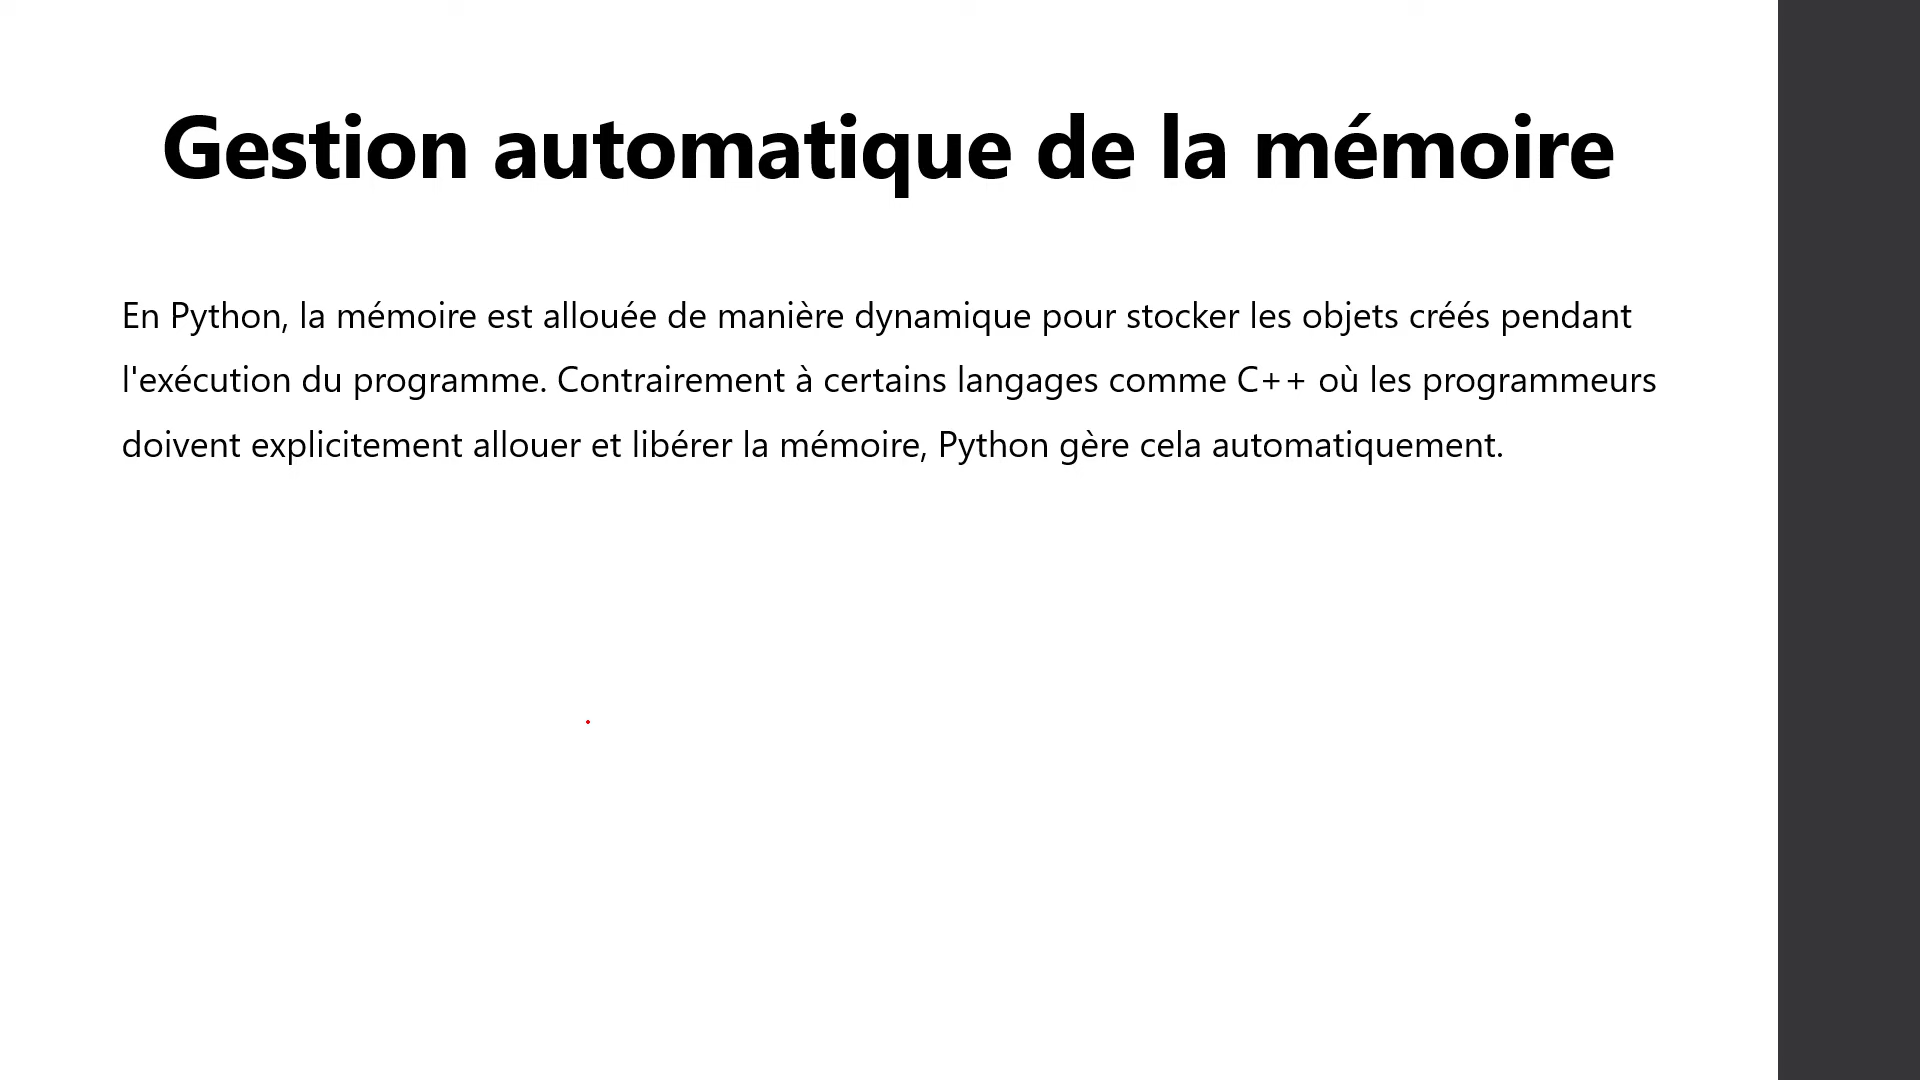 Gestion automatique de la mémoire
En Python, la mémoire est allouée de manière dynamique pour stocker les objets créés pendant
l'exécution du programme. Contrairement à certains langages comme C++ où les programmeurs
doivent explicitement allouer et libérer la mémoire, Python gère cela automatiquement.